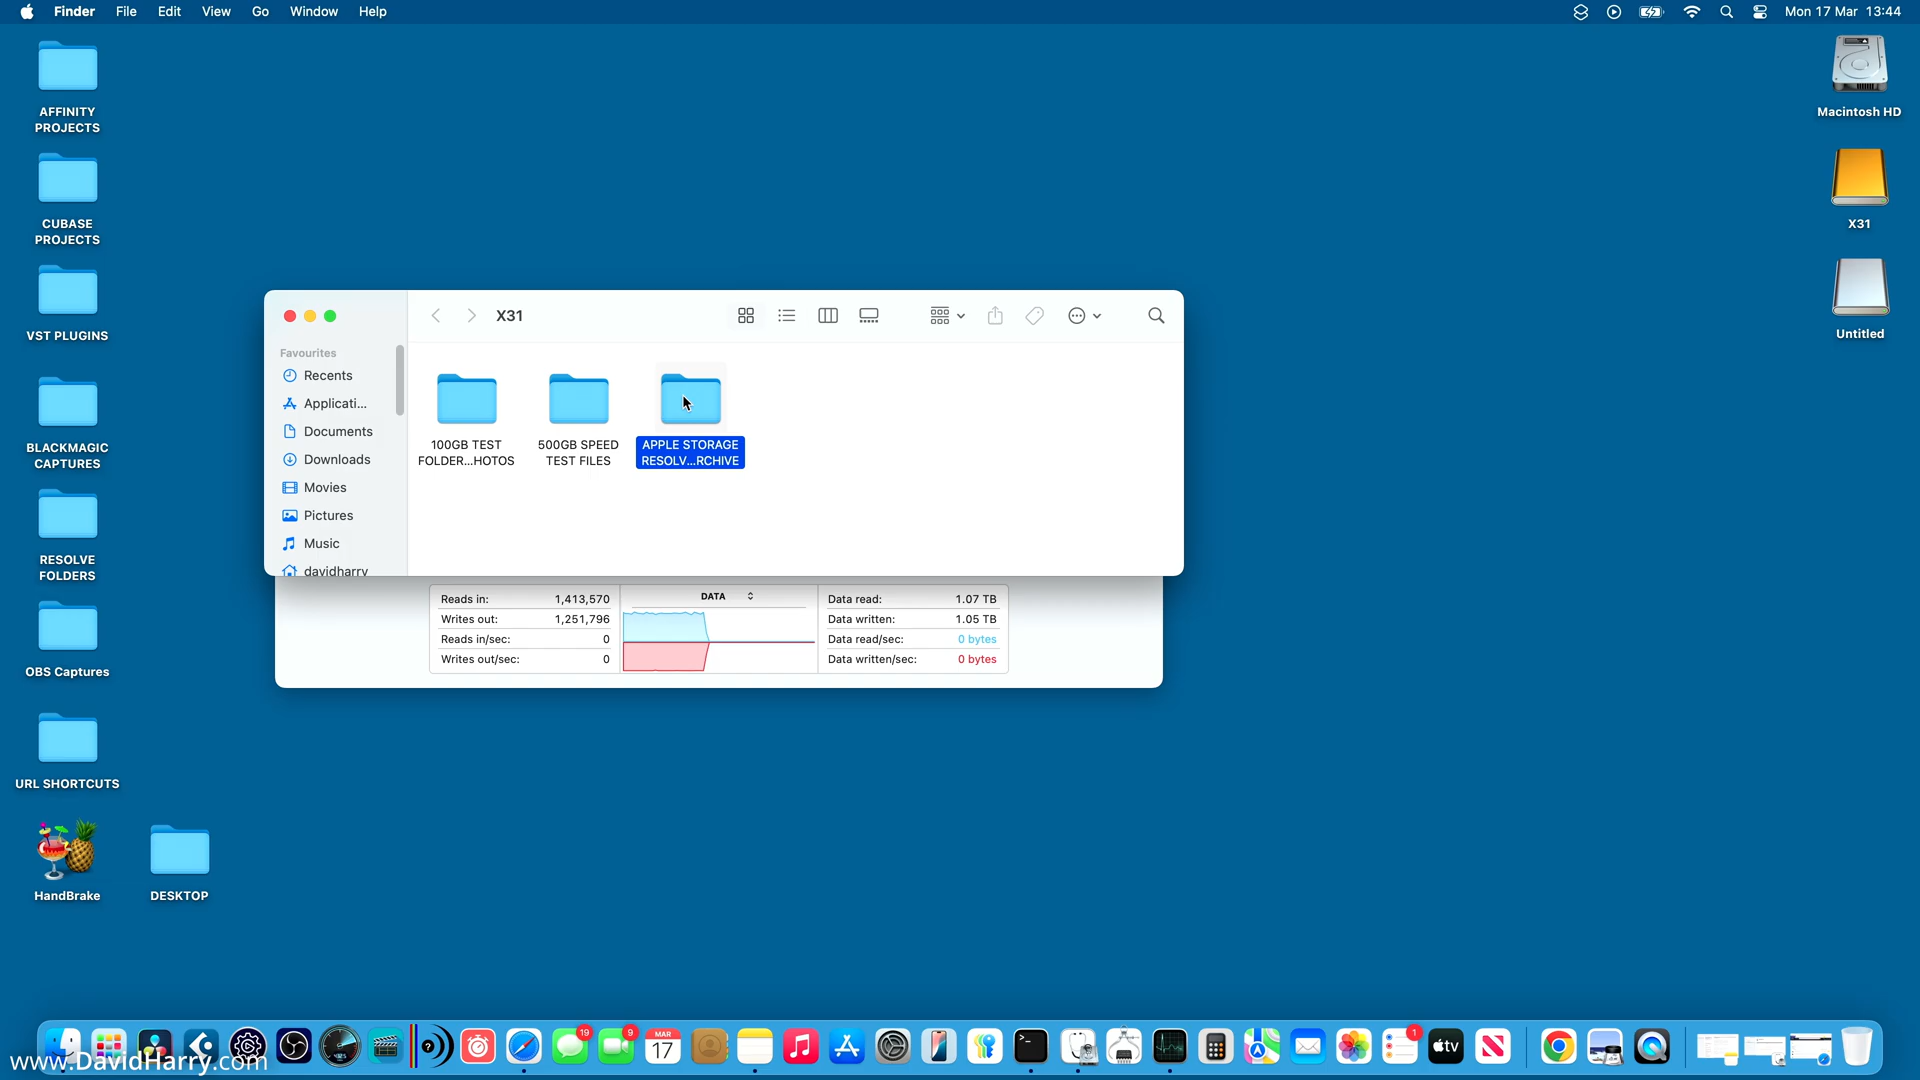 Finder File Edit View Go Window Help
Mon 17 Mar 13:44
AFFINITY
PROJECTS
CUBASE
PROJECTS
VST PLUGINS
BLACKMAGIC
CAPTURES
RESOLVE
FOLDERS
OBS Captures
URL SHORTCUTS
HandBrake
DESKTOP
Macintosh HD
X31
Untitled
X31
Favourites
Recents
Applicati...
Documents
Downloads
Movies
Pictures
Music
davidharry
100GB TEST
FOLDER...HOTOS
500GB SPEED
TEST FILES
APPLE STORAGE
RESOLV...RCHIVE
Reads in: 1,413,570
Writes out: 1,251,796
Reads in/sec: 0
Writes out/sec: 0
DATA
Data read: 1.07 TB
Data written: 1.05 TB
Data read/sec: 0 bytes
Data written/sec: 0 bytes
19
9
MAR
17
1
tv
www.DavidHarry.com